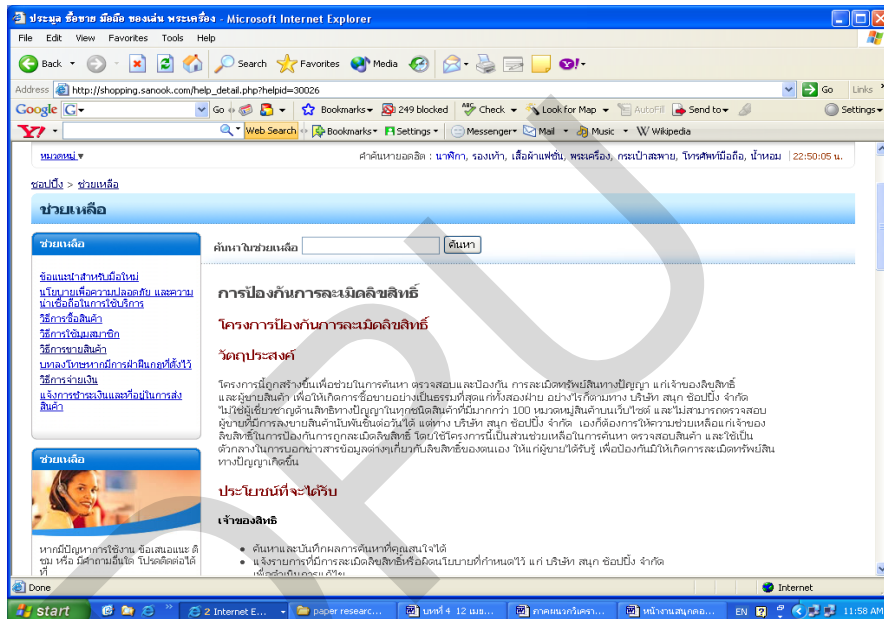 ประมูล ซื้อขาย มือถือ ของเล่น พระเครื่อง - Microsoft Internet Explorer
File Edit View Favorites Tools Help
Back Search Favorites Media
Address http://shopping.sanook.com/help_detail.php?helpid=30026 Go Links
Google Go Bookmarks 249 blocked Check Look for Map AutoFill Send to Settings
Y! Web Search Bookmarks Settings Messenger Mail Music Wikipedia
หมวดหมู่ คำค้นหายอดฮิต : นาฬิกา, รองเท้า, เสื้อผ้าแฟชั่น, พระเครื่อง, กระเป๋าสะพาย, โทรศัพท์มือถือ, น้ำหอม 22:50:05 น.
ชอปปิ้ง > ช่วยเหลือ
ช่วยเหลือ
ช่วยเหลือ
ข้อแนะนำสำหรับมือใหม่
นโยบายเพื่อความปลอดภัย และความ
น่าเชื่อถือในการใช้บริการ
วิธีการซื้อสินค้า
วิธีการใช้มุมสมาชิก
วิธีการขายสินค้า
บทลงโทษหากมีการฝ่าฝืนกฎที่ตั้งไว้
วิธีการจ่ายเงิน
แจ้งการชำระเงินและที่อยู่ในการส่ง
สินค้า
ช่วยเหลือ
หากมีปัญหาการใช้งาน ข้อเสนอแนะ ติ
ชม หรือ มีคำถามอื่นใด โปรดติดต่อได้
ที่
ค้นหาในช่วยเหลือ ค้นหา
การป้องกันการละเมิดลิขสิทธิ์
โครงการป้องกันการละเมิดลิขสิทธิ์
วัตถุประสงค์
โครงการนี้ถูกสร้างขึ้นเพื่อช่วยในการค้นหา ตรวจสอบและป้องกัน การละเมิดทรัพย์สินทางปัญญา แก่เจ้าของลิขสิทธิ์
และผู้ขายสินค้า เพื่อให้เกิดการซื้อขายอย่างเป็นธรรมที่สุดแก่ทั้งสองฝ่าย อย่างไรก็ตามทาง บริษัท สนุก ช้อปปิ้ง จำกัด
ไม่ใช่ผู้เชี่ยวชาญด้านสิทธิทางปัญญาในทุกชนิดสินค้าที่มีมากกว่า 100 หมวดหมู่สินค้าบนเว็บไซต์ และไม่สามารถตรวจสอบ
ผู้ขายที่มีการลงขายสินค้านับพันชิ้นต่อวันได้ แต่ทาง บริษัท สนุก ช้อปปิ้ง จำกัด เองก็ต้องการให้ความช่วยเหลือแก่เจ้าของ
ลิขสิทธิ์ในการป้องกันการถูกละเมิดลิขสิทธิ์ โดยใช้โครงการนี้เป็นส่วนช่วยเหลือในการค้นหา ตรวจสอบสินค้า และใช้เป็น
ตัวกลางในการบอกข่าวสารข้อมูลต่างๆเกี่ยวกับลิขสิทธิ์ของตนเอง ให้แก่ผู้ขายได้รับรู้ เพื่อป้องกันมิให้เกิดการละเมิดทรัพย์สิน
ทางปัญญาเกิดขึ้น
ประโยชน์ที่จะได้รับ
เจ้าของสิทธิ
ค้นหาและบันทึกผลการค้นหาที่คุณสนใจได้
แจ้งรายการที่มีการละเมิดลิขสิทธิ์หรือผิดนโยบายที่กำหนดไว้ แก่ บริษัท สนุก ช้อปปิ้ง จำกัด
เพื่อดำเนินการแก้ไข
DPU
Done Internet
start 2 Internet E... paper researc... บทที่ 4 12 เมษ... ภาคผนวกวิเครา... หน้างานสนุกดอ... EN 11:58 AM